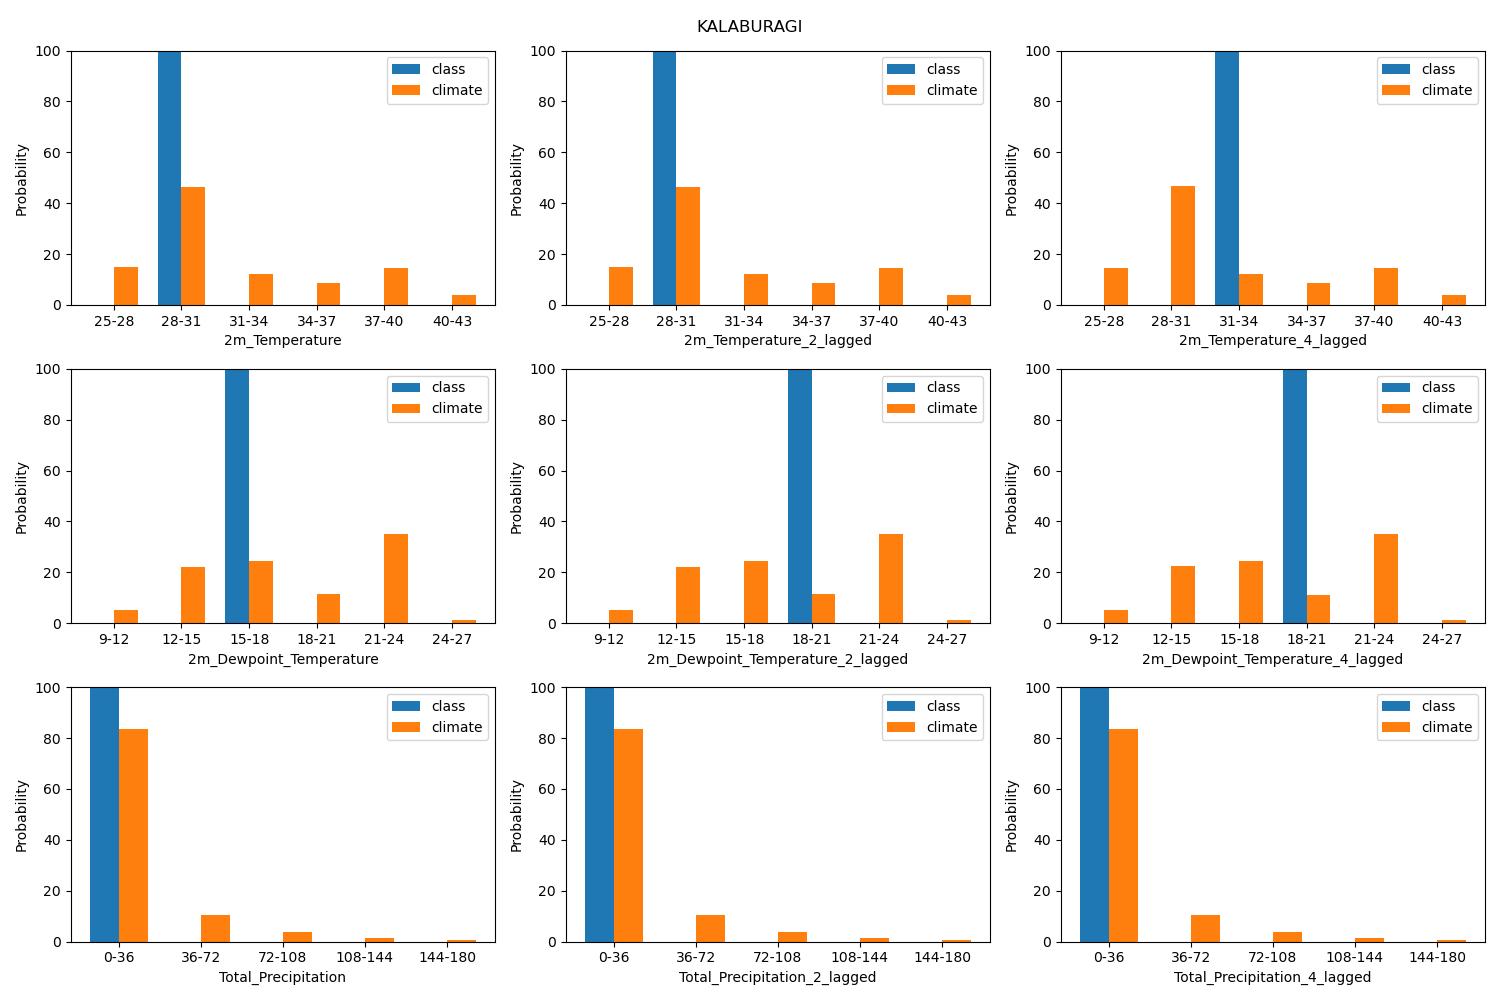 KALABURAGI
100
80
60
40
20
0
Probability
class
climate
25-28 28-31 31-34 34-37 37-40 40-43
2m_Temperature
100
80
60
40
20
0
Probability
class
climate
25-28 28-31 31-34 34-37 37-40 40-43
2m_Temperature_2_lagged
100
80
60
40
20
0
Probability
class
climate
25-28 28-31 31-34 34-37 37-40 40-43
2m_Temperature_4_lagged
100
80
60
40
20
0
Probability
class
climate
9-12 12-15 15-18 18-21 21-24 24-27
2m_Dewpoint_Temperature
100
80
60
40
20
0
Probability
class
climate
9-12 12-15 15-18 18-21 21-24 24-27
2m_Dewpoint_Temperature_2_lagged
100
80
60
40
20
0
Probability
class
climate
9-12 12-15 15-18 18-21 21-24 24-27
2m_Dewpoint_Temperature_4_lagged
100
80
60
40
20
0
Probability
class
climate
0-36 36-72 72-108 108-144 144-180
Total_Precipitation
100
80
60
40
20
0
Probability
class
climate
0-36 36-72 72-108 108-144 144-180
Total_Precipitation_2_lagged
100
80
60
40
20
0
Probability
class
climate
0-36 36-72 72-108 108-144 144-180
Total_Precipitation_4_lagged